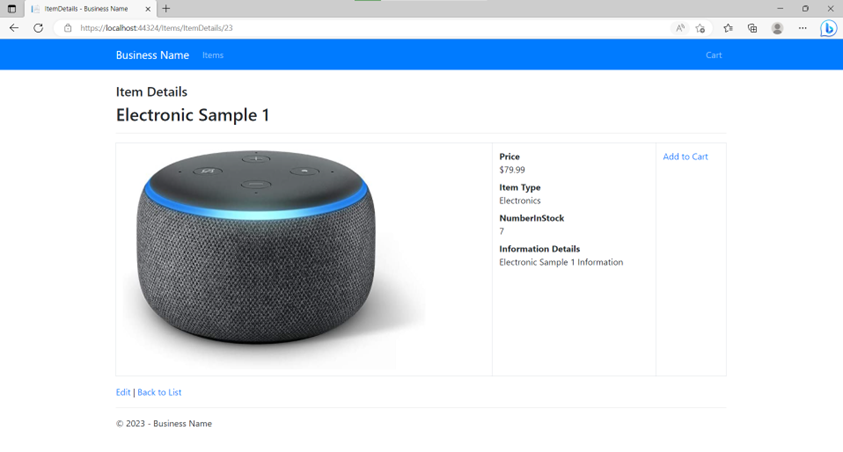 ItemDetails - Business Name
https://localhost:44324/Items/ItemDetails/23
Business Name Items Cart
Item Details
Electronic Sample 1
Price
$79.99
Item Type
Electronics
NumberInStock
7
Information Details
Electronic Sample 1 Information
Add to Cart
Edit | Back to List
© 2023 - Business Name